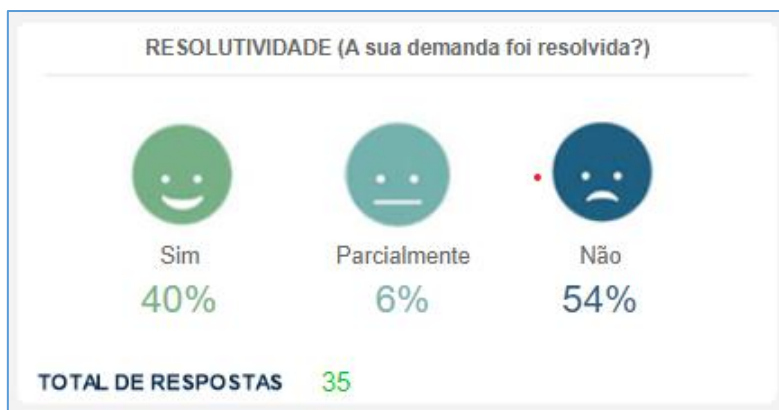 RESOLUTIVIDADE (A sua demanda foi resolvida?)
Sim Parcialmente Não
40% 6% 54%
TOTAL DE RESPOSTAS 35